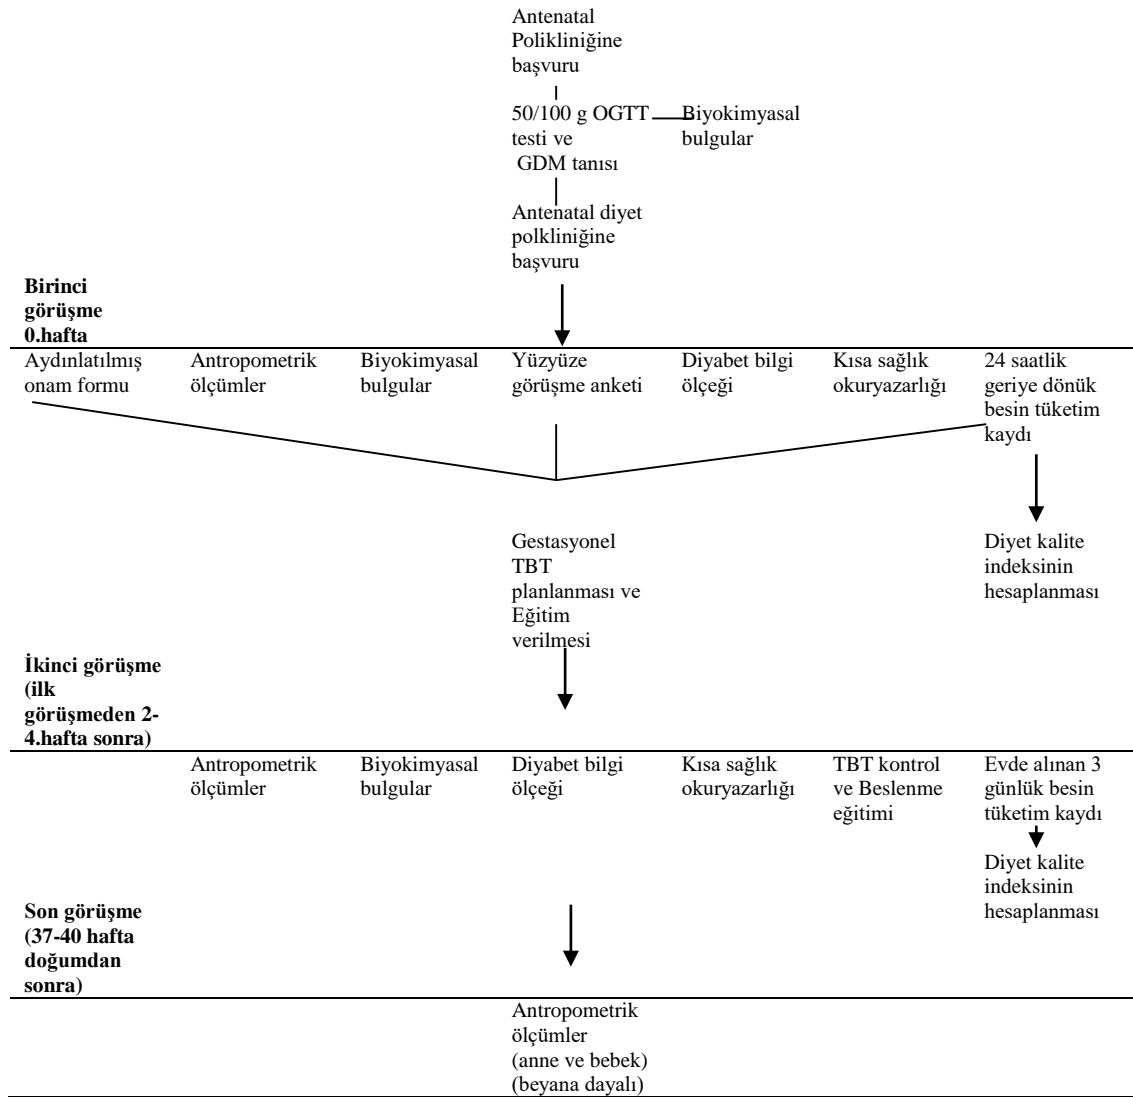 Antenatal
Polikliniğine
başvuru
50/100 g OGTT
testi ve
GDM tanısı
Biyokimyasal
bulgular
Antenatal diyet
polkliniğine
başvuru
Birinci
görüşme
0.hafta
Aydınlatılmış
onam formu
Antropometrik
ölçümler
Biyokimyasal
bulgular
Yüzyüze
görüşme anketi
Diyabet bilgi
ölçeği
Kısa sağlık
okuryazarlığı
24 saatlik
geriye dönük
besin tüketim
kaydı
Gestasyonel
TBT
planlanması ve
Eğitim
verilmesi
Diyet kalite
indeksinin
hesaplanması
İkinci görüşme
(ilk
görüşmeden 2-
4.hafta sonra)
Antropometrik
ölçümler
Biyokimyasal
bulgular
Diyabet bilgi
ölçeği
Kısa sağlık
okuryazarlığı
TBT kontrol
ve Beslenme
eğitimi
Evde alınan 3
günlük besin
tüketim kaydı
Diyet kalite
indeksinin
hesaplanması
Son görüşme
(37-40 hafta
doğumdan
sonra)
Antropometrik
ölçümler
(anne ve bebek)
(beyana dayalı)